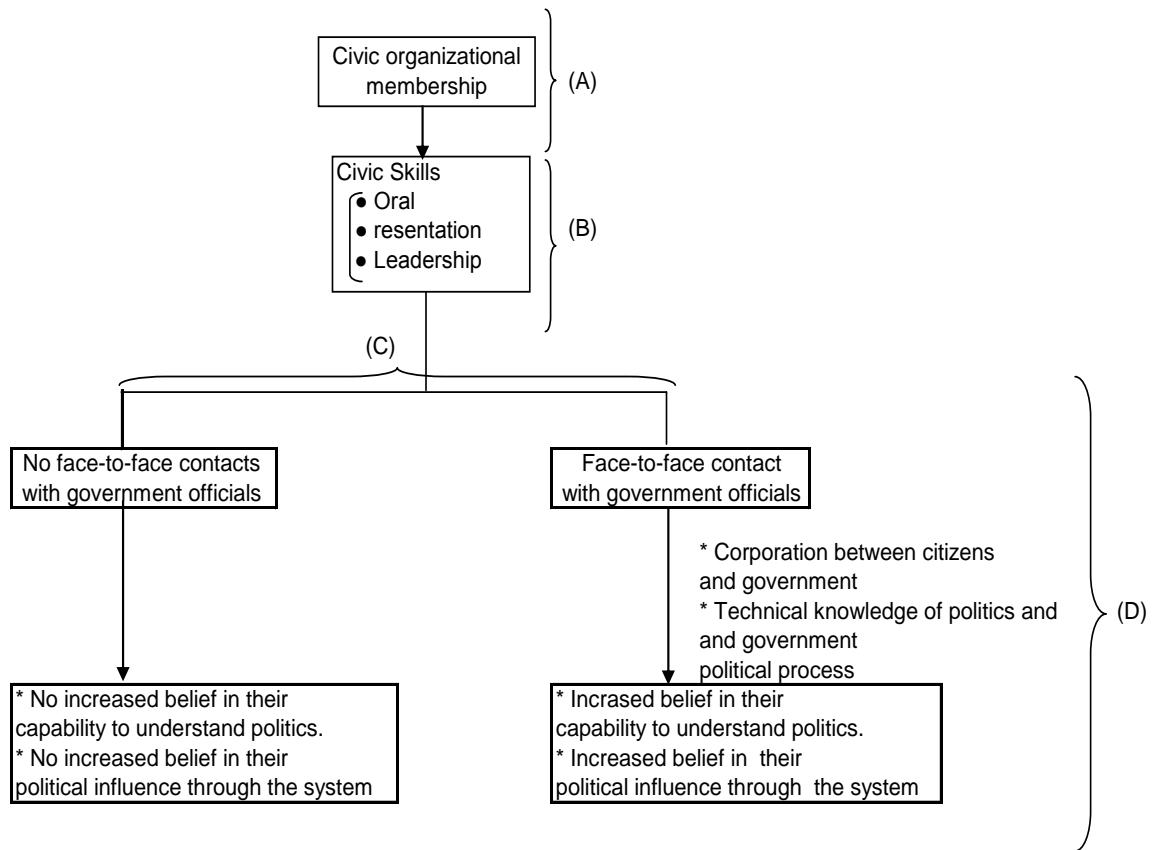 Civic organizational
membership
(A)
Civic Skills
● Oral
● resentation
● Leadership
(B)
(C)
No face-to-face contacts
with government officials
Face-to-face contact
with government officials
* Corporation between citizens
and government
* Technical knowledge of politics and
and government
political process
(D)
* No increased belief in their
capability to understand politics.
* No increased belief in their
political influence through the system
* Incrased belief in their
capability to understand politics.
* Increased belief in their
political influence through the system